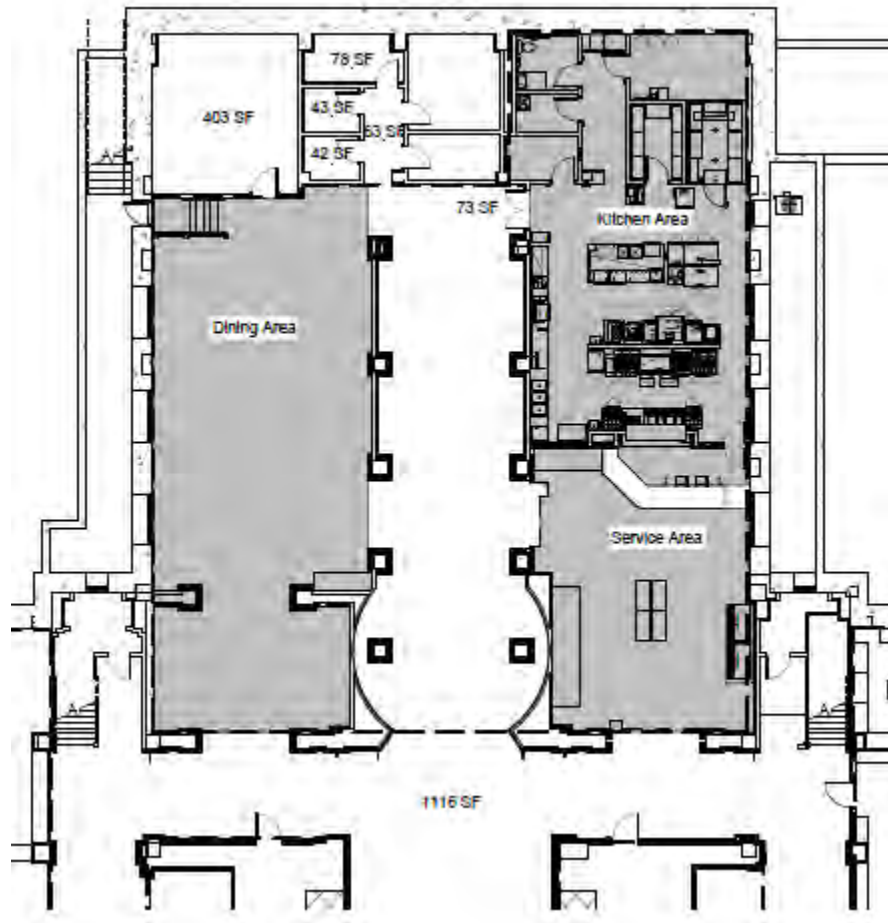 78 SF
403 SF
43 SF
63 SF
42 SF
73 SF
Kitchen Area
Dining Area
Service Area
1116 SF